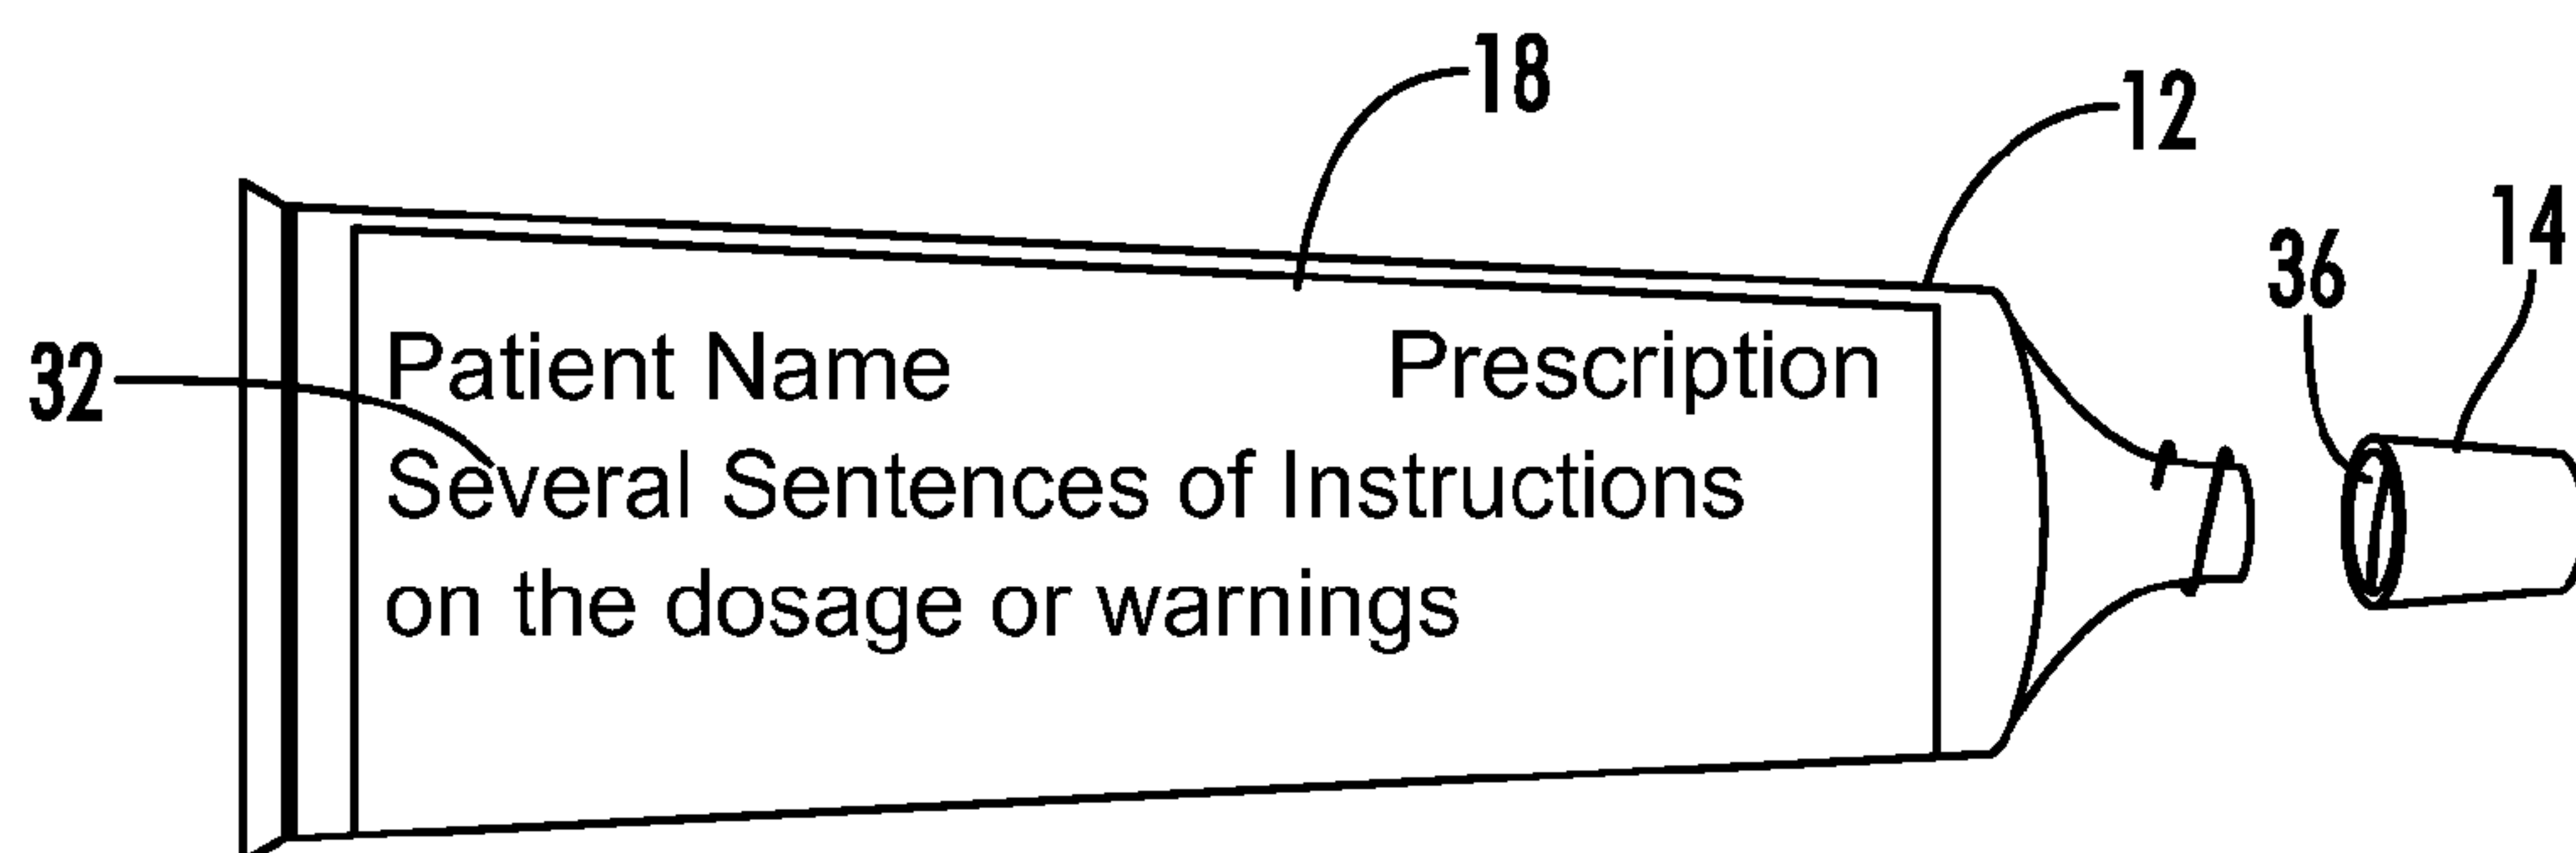 18
12
14
36
32
Patient Name Prescription
Several Sentences of Instructions
on the dosage or warnings